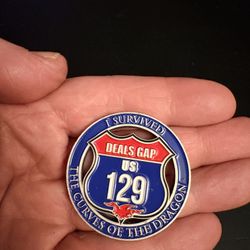 I SURVIVED
DEALS GAP
US
129
THE CURVES OF THE DRAGON